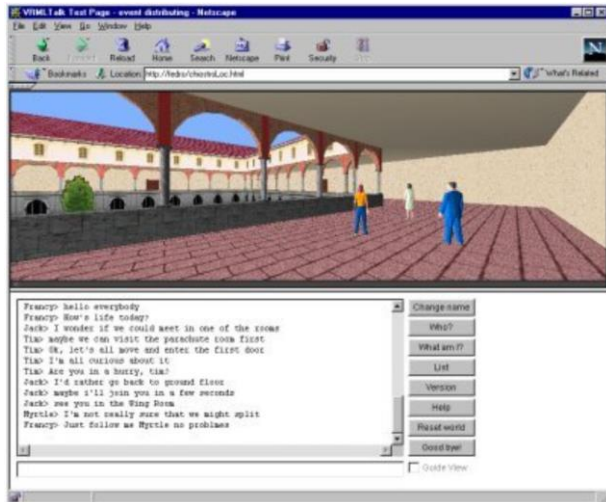 VRMLTalk Test Page - event distributing - Netscape
File Edit View Go Window Help
Back Forward Reload Home Search Netscape Print Security Stop
Bookmarks Location: http://fedro/chiostroLoc.html What's Related
Francy> hello everybody
Francy> How's life today?
Jack> I wonder if we could meet in one of the rooms
Tim> maybe we can visit the parachute room first
Tim> Ok, let's all move and enter the first door
Tim> I'm all curious about it
Tim> Are you in a hurry, tim?
Jack> I'd rather go back to ground floor
Jack> maybe i'll join you in a few seconds
Jack> see you in the Wing Room
Myrtle> I'm not really sure that we might split
Francy> Just follow me Myrtle no problmes
Change name
Who?
What am I?
List
Version
Help
Reset world
Good bye!
Guide View